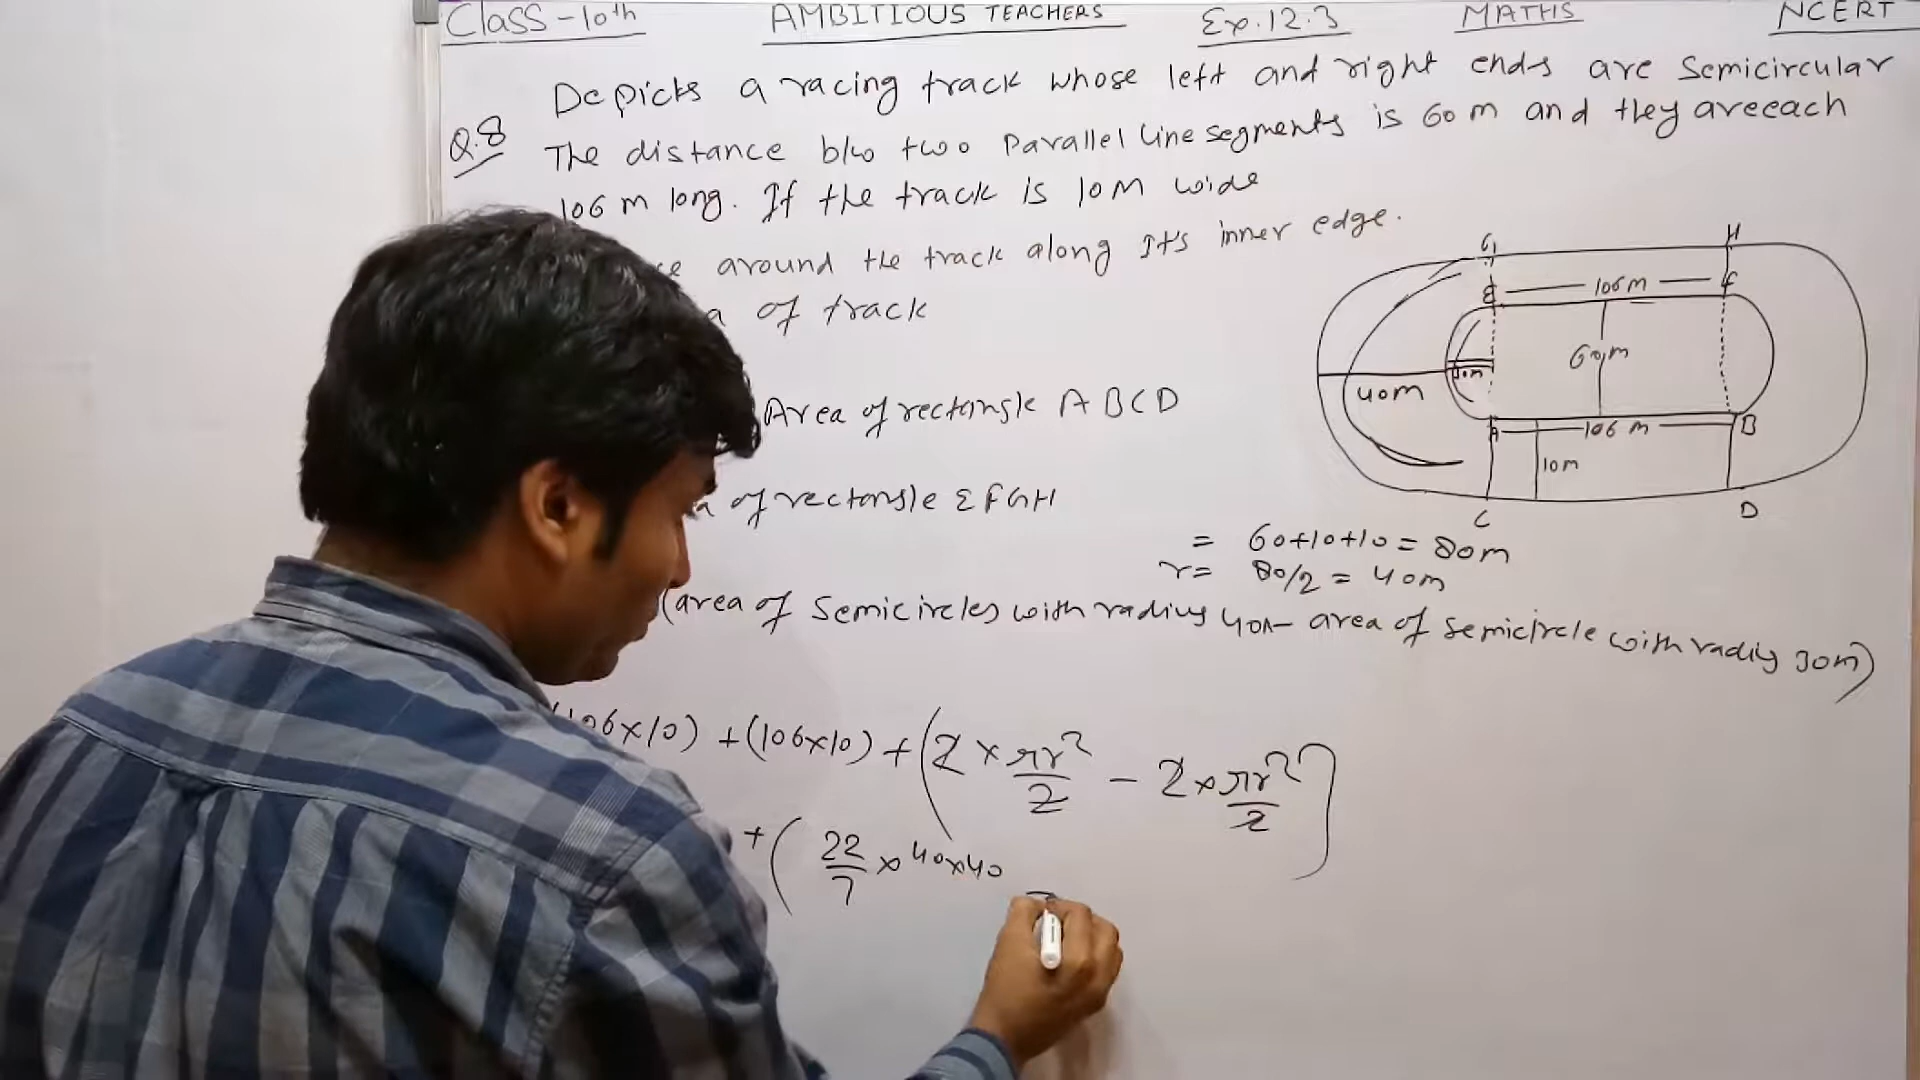 Class-10th AMBITIOUS TEACHERS Ex.12.3 MATHS NCERT
Q.8 Depicts a racing track whose left and right ends are Semicircular
The distance b/w two Parallel line segments is 60 m and they are each
106 m long. If the track is 10M wide
around the track along It's inner edge.
of track
G H
E 106 m F
60m
40m 30m
A 106 m B
10m
C D
Area of rectangle ABCD
of rectangle EFGH
= 60+10+10 = 80m
r = 80/2 = 40m
(area of Semicircles with radius 40m - area of semicircle with radius 30m)
106×10) + (106×10) + (2 × πr²/2 - 2 × πr²/2)
+ ( 22/7 × 40×40